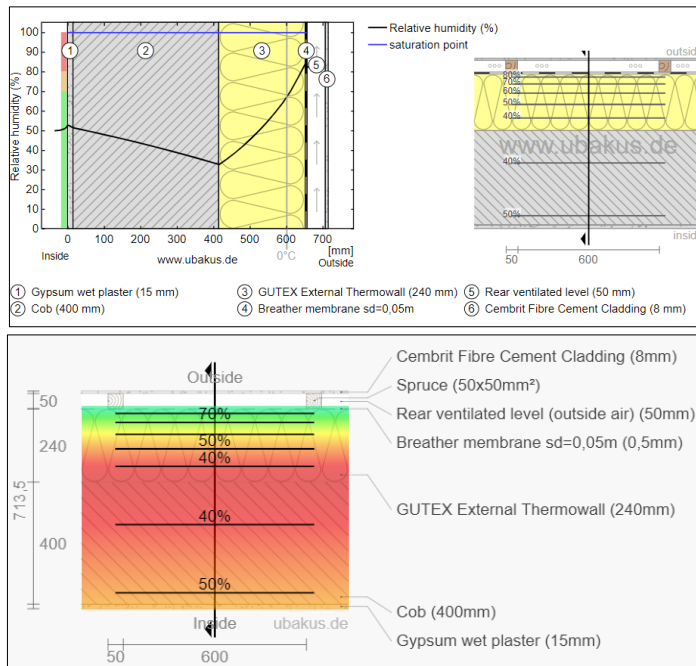 100
90
80
70
60
50
40
30
20
10
0
Relative humidity (%)
1
2
3
4
5
6
0
100
200
300
400
500
600
700
[mm]
Inside
www.ubakus.de
0°C
Outside
Relative humidity (%)
saturation point
outside
80%
70%
60%
50%
40%
www.ubakus.de
40%
50%
inside
50
600
1 Gypsum wet plaster (15 mm)
3 GUTEX External Thermowall (240 mm)
5 Rear ventilated level (50 mm)
2 Cob (400 mm)
4 Breather membrane sd=0,05m
6 Cembrit Fibre Cement Cladding (8 mm)
Outside
Cembrit Fibre Cement Cladding (8mm)
Spruce (50x50mm²)
Rear ventilated level (outside air) (50mm)
Breather membrane sd=0,05m (0,5mm)
GUTEX External Thermowall (240mm)
Cob (400mm)
Gypsum wet plaster (15mm)
50
240
713,5
400
70%
50%
40%
40%
50%
Inside
ubakus.de
50
600